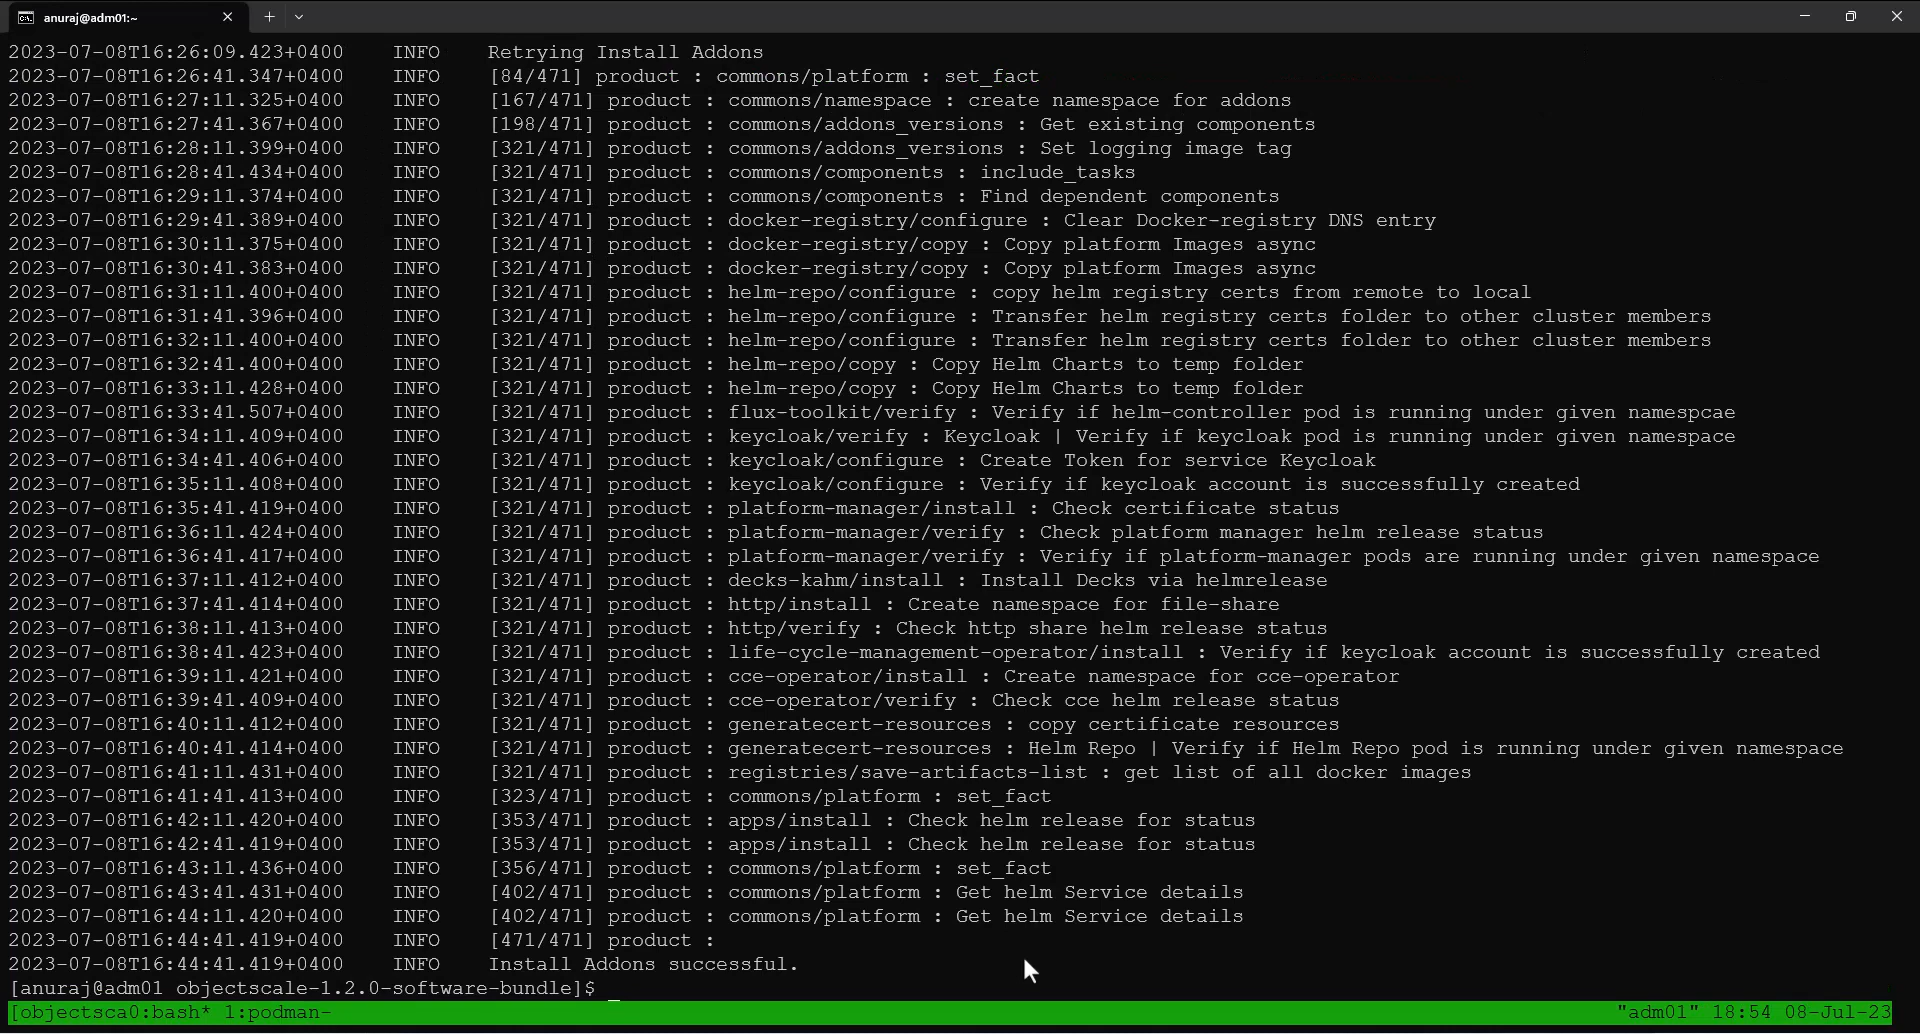 anuraj@adm01:~
2023-07-08T16:26:09.423+0400 INFO Retrying Install Addons
2023-07-08T16:26:41.347+0400 INFO [84/471] product : commons/platform : set_fact
2023-07-08T16:27:11.325+0400 INFO [167/471] product : commons/namespace : create namespace for addons
2023-07-08T16:27:41.367+0400 INFO [198/471] product : commons/addons_versions : Get existing components
2023-07-08T16:28:11.399+0400 INFO [321/471] product : commons/addons_versions : Set logging image tag
2023-07-08T16:28:41.434+0400 INFO [321/471] product : commons/components : include_tasks
2023-07-08T16:29:11.374+0400 INFO [321/471] product : commons/components : Find dependent components
2023-07-08T16:29:41.389+0400 INFO [321/471] product : docker-registry/configure : Clear Docker-registry DNS entry
2023-07-08T16:30:11.375+0400 INFO [321/471] product : docker-registry/copy : Copy platform Images async
2023-07-08T16:30:41.383+0400 INFO [321/471] product : docker-registry/copy : Copy platform Images async
2023-07-08T16:31:11.400+0400 INFO [321/471] product : helm-repo/configure : copy helm registry certs from remote to local
2023-07-08T16:31:41.396+0400 INFO [321/471] product : helm-repo/configure : Transfer helm registry certs folder to other cluster members
2023-07-08T16:32:11.400+0400 INFO [321/471] product : helm-repo/configure : Transfer helm registry certs folder to other cluster members
2023-07-08T16:32:41.400+0400 INFO [321/471] product : helm-repo/copy : Copy Helm Charts to temp folder
2023-07-08T16:33:11.428+0400 INFO [321/471] product : helm-repo/copy : Copy Helm Charts to temp folder
2023-07-08T16:33:41.507+0400 INFO [321/471] product : flux-toolkit/verify : Verify if helm-controller pod is running under given namespcae
2023-07-08T16:34:11.409+0400 INFO [321/471] product : keycloak/verify : Keycloak | Verify if keycloak pod is running under given namespace
2023-07-08T16:34:41.406+0400 INFO [321/471] product : keycloak/configure : Create Token for service Keycloak
2023-07-08T16:35:11.408+0400 INFO [321/471] product : keycloak/configure : Verify if keycloak account is successfully created
2023-07-08T16:35:41.419+0400 INFO [321/471] product : platform-manager/install : Check certificate status
2023-07-08T16:36:11.424+0400 INFO [321/471] product : platform-manager/verify : Check platform manager helm release status
2023-07-08T16:36:41.417+0400 INFO [321/471] product : platform-manager/verify : Verify if platform-manager pods are running under given namespace
2023-07-08T16:37:11.412+0400 INFO [321/471] product : decks-kahm/install : Install Decks via helmrelease
2023-07-08T16:37:41.414+0400 INFO [321/471] product : http/install : Create namespace for file-share
2023-07-08T16:38:11.413+0400 INFO [321/471] product : http/verify : Check http share helm release status
2023-07-08T16:38:41.423+0400 INFO [321/471] product : life-cycle-management-operator/install : Verify if keycloak account is successfully created
2023-07-08T16:39:11.421+0400 INFO [321/471] product : cce-operator/install : Create namespace for cce-operator
2023-07-08T16:39:41.409+0400 INFO [321/471] product : cce-operator/verify : Check cce helm release status
2023-07-08T16:40:11.412+0400 INFO [321/471] product : generatecert-resources : copy certificate resources
2023-07-08T16:40:41.414+0400 INFO [321/471] product : generatecert-resources : Helm Repo | Verify if Helm Repo pod is running under given namespace
2023-07-08T16:41:11.431+0400 INFO [321/471] product : registries/save-artifacts-list : get list of all docker images
2023-07-08T16:41:41.413+0400 INFO [323/471] product : commons/platform : set_fact
2023-07-08T16:42:11.420+0400 INFO [353/471] product : apps/install : Check helm release for status
2023-07-08T16:42:41.419+0400 INFO [353/471] product : apps/install : Check helm release for status
2023-07-08T16:43:11.436+0400 INFO [356/471] product : commons/platform : set_fact
2023-07-08T16:43:41.431+0400 INFO [402/471] product : commons/platform : Get helm Service details
2023-07-08T16:44:11.420+0400 INFO [402/471] product : commons/platform : Get helm Service details
2023-07-08T16:44:41.419+0400 INFO [471/471] product :
2023-07-08T16:44:41.419+0400 INFO Install Addons successful.
[anuraj@adm01 objectscale-1.2.0-software-bundle]$
[objectsca0:bash* 1:podman- "adm01" 18:54 08-Jul-23